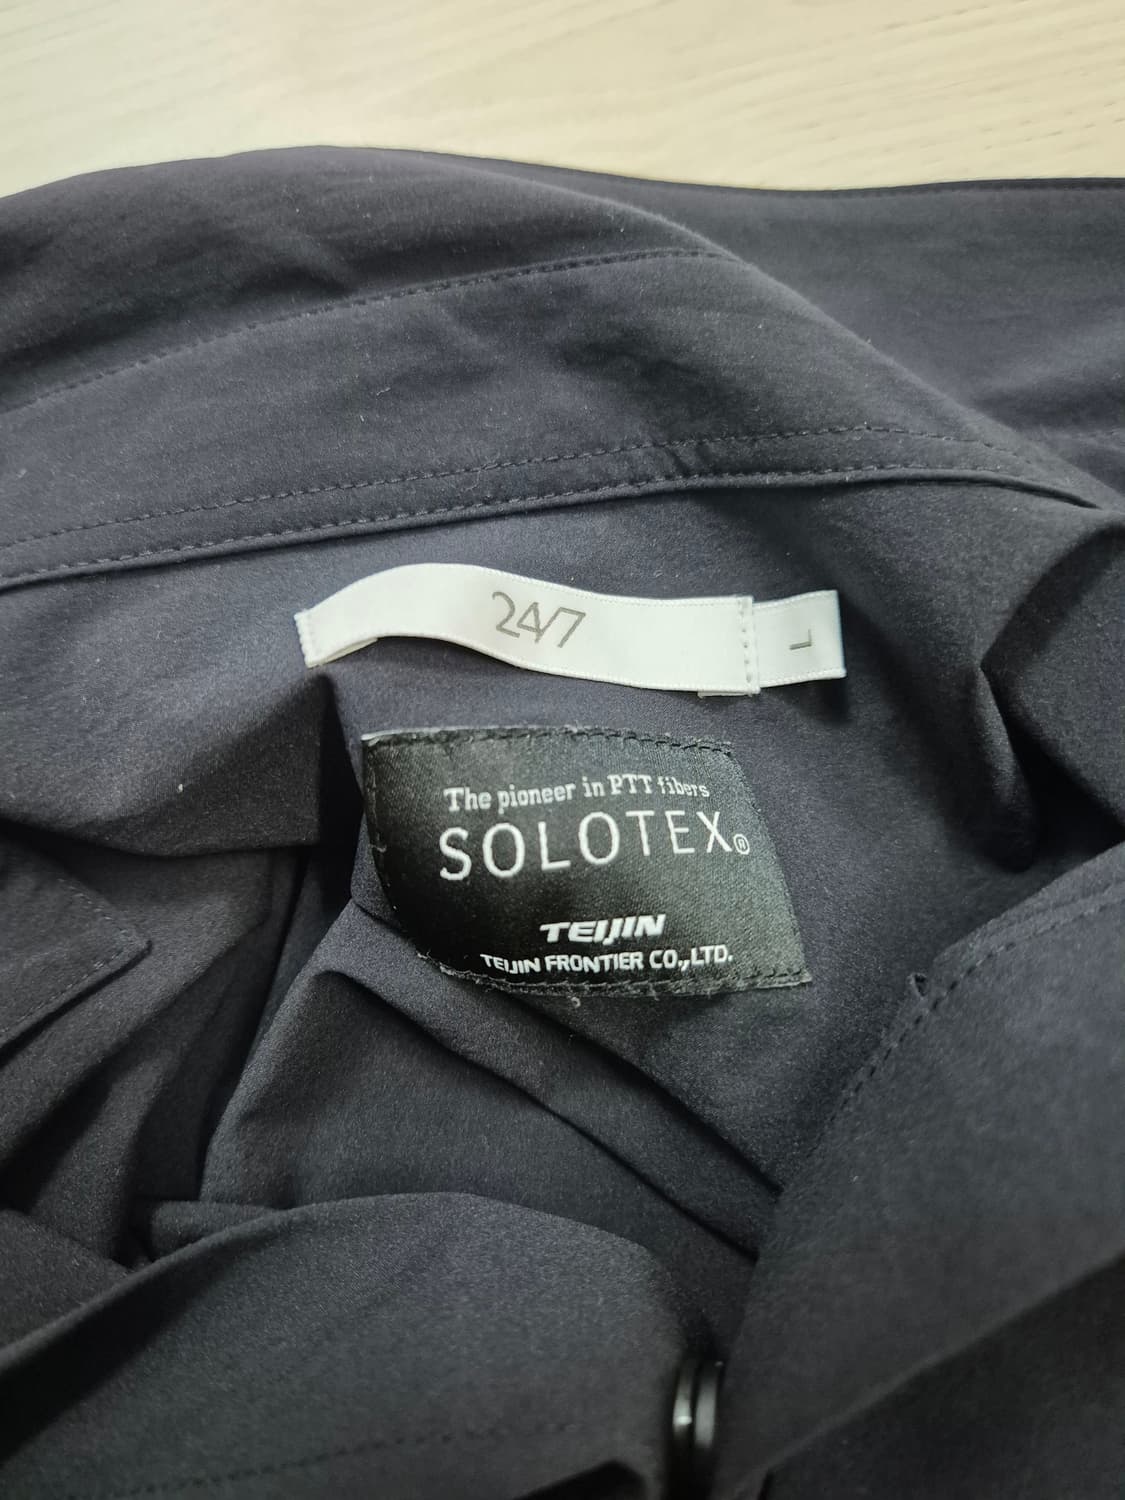 24/7
L
The pioneer in PTT fibers
SOLOTEX®
TEIJIN
TEIJIN FRONTIER CO.,LTD.